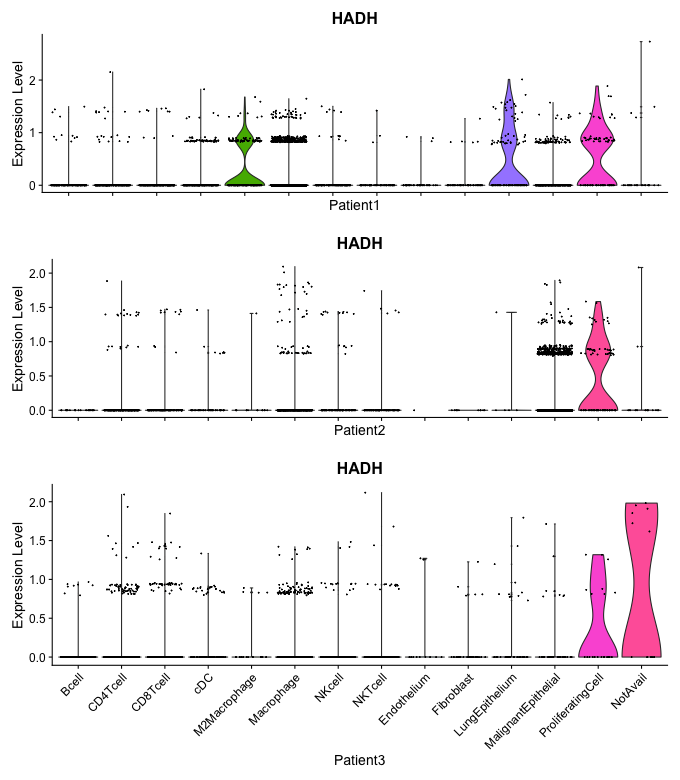 HADH
Expression Level
2
1
0
Patient1
HADH
Expression Level
2.0
1.5
1.0
0.5
0.0
Patient2
HADH
Expression Level
2.0
1.5
1.0
0.5
0.0
Bcell
CD4Tcell
CD8Tcell
cDC
M2Macrophage
Macrophage
NKcell
NKTcell
Endothelium
Fibroblast
LungEpithelium
MalignantEpithelial
ProliferatingCell
NotAvail
Patient3